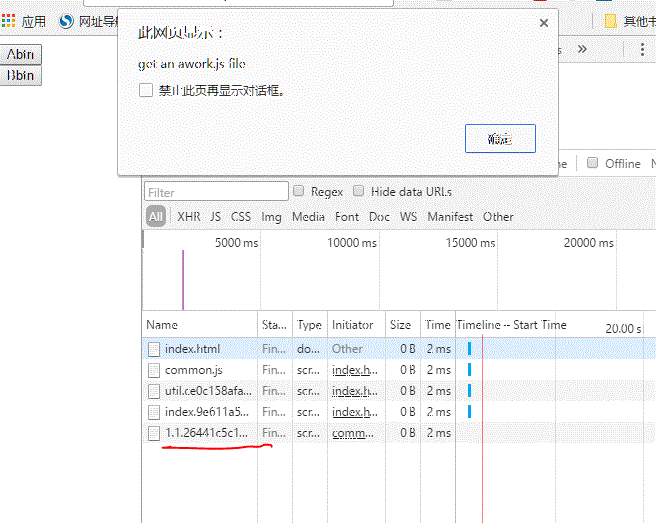 应用 网址导航 其他书
Abin
Bbin
此网页显示：
get an awork.js file
禁止此页再显示对话框。
确定
Offline
Filter Regex Hide data URLs
All XHR JS CSS Img Media Font Doc WS Manifest Other
5000 ms 10000 ms 15000 ms 20000 ms
Name Sta... Type Initiator Size Time Timeline – Start Time 20.00 s
index.html Fin... do... Other 0 B 2 ms
common.js Fin... scr... index.h... 0 B 2 ms
util.ce0c158afa... Fin... scr... index.h... 0 B 2 ms
index.9e611a5... Fin... scr... index.h... 0 B 2 ms
1.1.26441c5c1... Fin... scr... comm... 0 B 2 ms